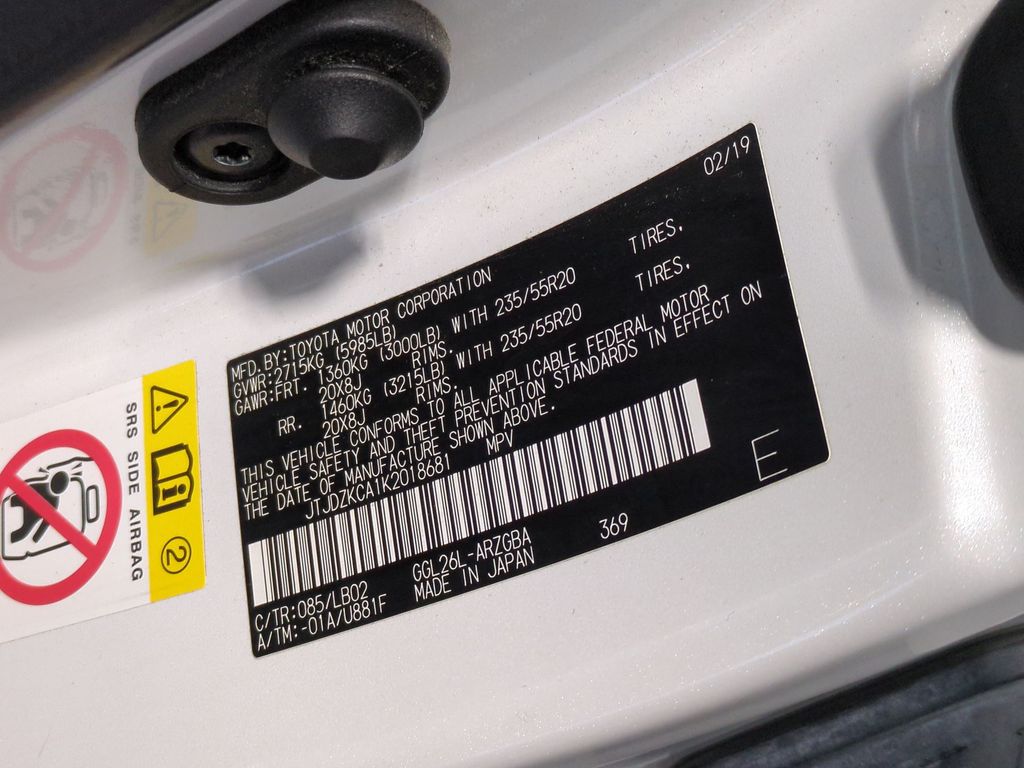 02/19
MFD.BY:TOYOTA MOTOR CORPORATION
GVWR:2715KG (5985LB)
GAWR:FRT. 1360KG (3000LB) WITH 235/55R20 TIRES,
20X8J RIMS.
RR. 1460KG (3215LB) WITH 235/55R20 TIRES,
20X8J RIMS.
THIS VEHICLE CONFORMS TO ALL APPLICABLE FEDERAL MOTOR
VEHICLE SAFETY AND THEFT PREVENTION STANDARDS IN EFFECT ON
THE DATE OF MANUFACTURE SHOWN ABOVE.
JTJDZKCA1K2018681 MPV
E
C/TR:085/LB02 GGL26L-ARZGBA 369
A/TM:-01A/U881F MADE IN JAPAN
SRS SIDE AIRBAG
2